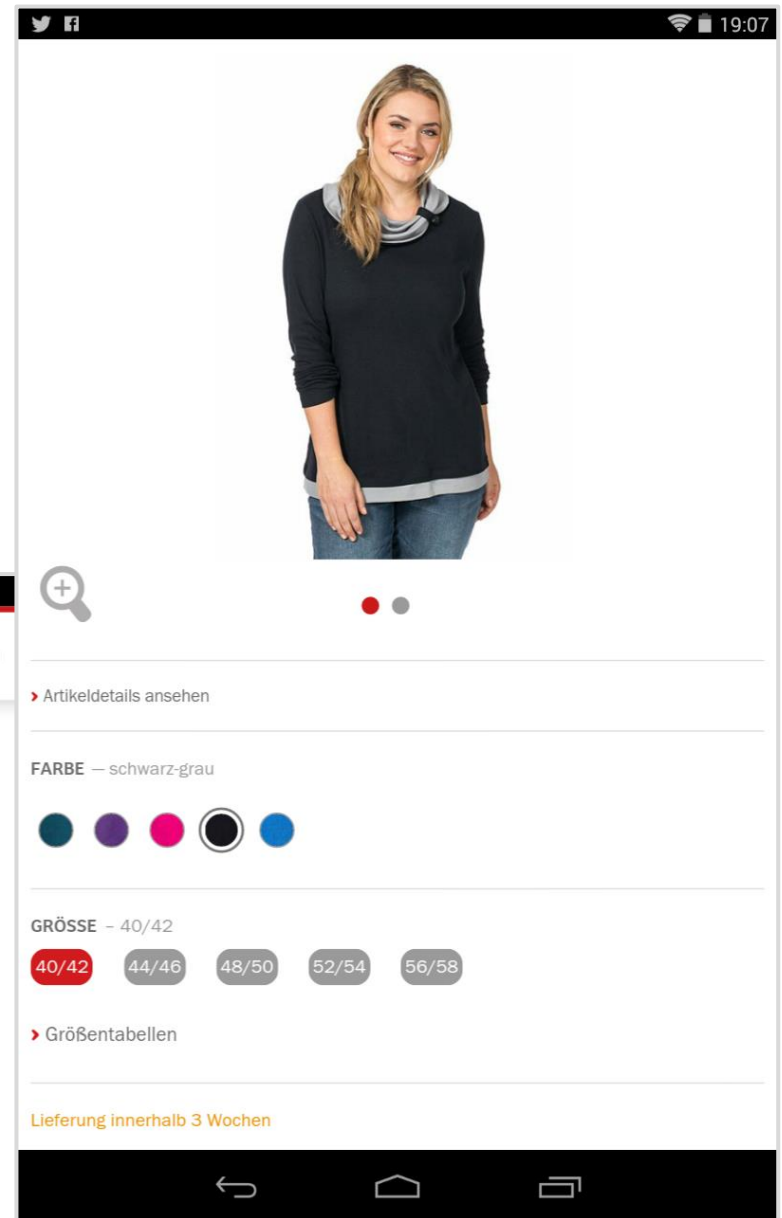 19:07
Artikeldetails ansehen
FARBE — schwarz-grau
GRÖSSE – 40/42
40/42 44/46 48/50 52/54 56/58
Größentabellen
Lieferung innerhalb 3 Wochen